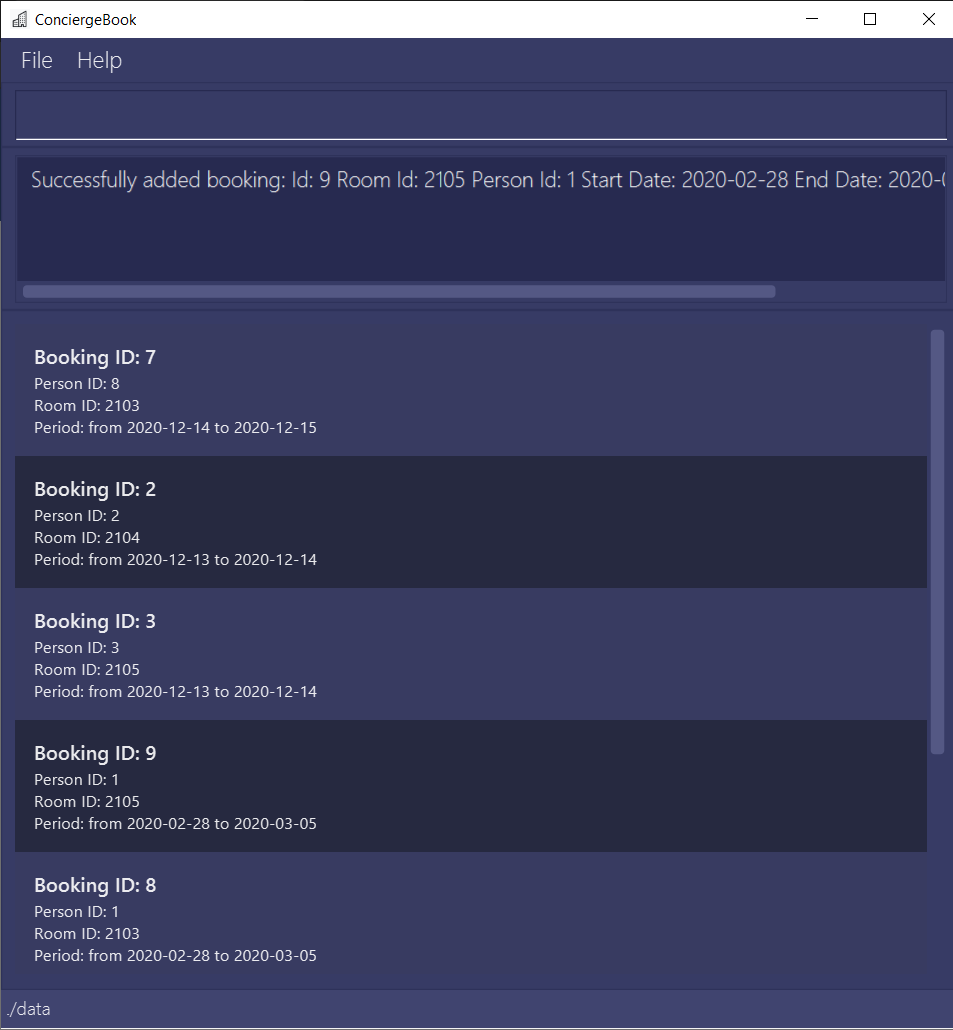 ConciergeBook
File Help
Successfully added booking: Id: 9 Room Id: 2105 Person Id: 1 Start Date: 2020-02-28 End Date: 2020-
Booking ID: 7
Person ID: 8
Room ID: 2103
Period: from 2020-12-14 to 2020-12-15
Booking ID: 2
Person ID: 2
Room ID: 2104
Period: from 2020-12-13 to 2020-12-14
Booking ID: 3
Person ID: 3
Room ID: 2105
Period: from 2020-12-13 to 2020-12-14
Booking ID: 9
Person ID: 1
Room ID: 2105
Period: from 2020-02-28 to 2020-03-05
Booking ID: 8
Person ID: 1
Room ID: 2103
Period: from 2020-02-28 to 2020-03-05
./data